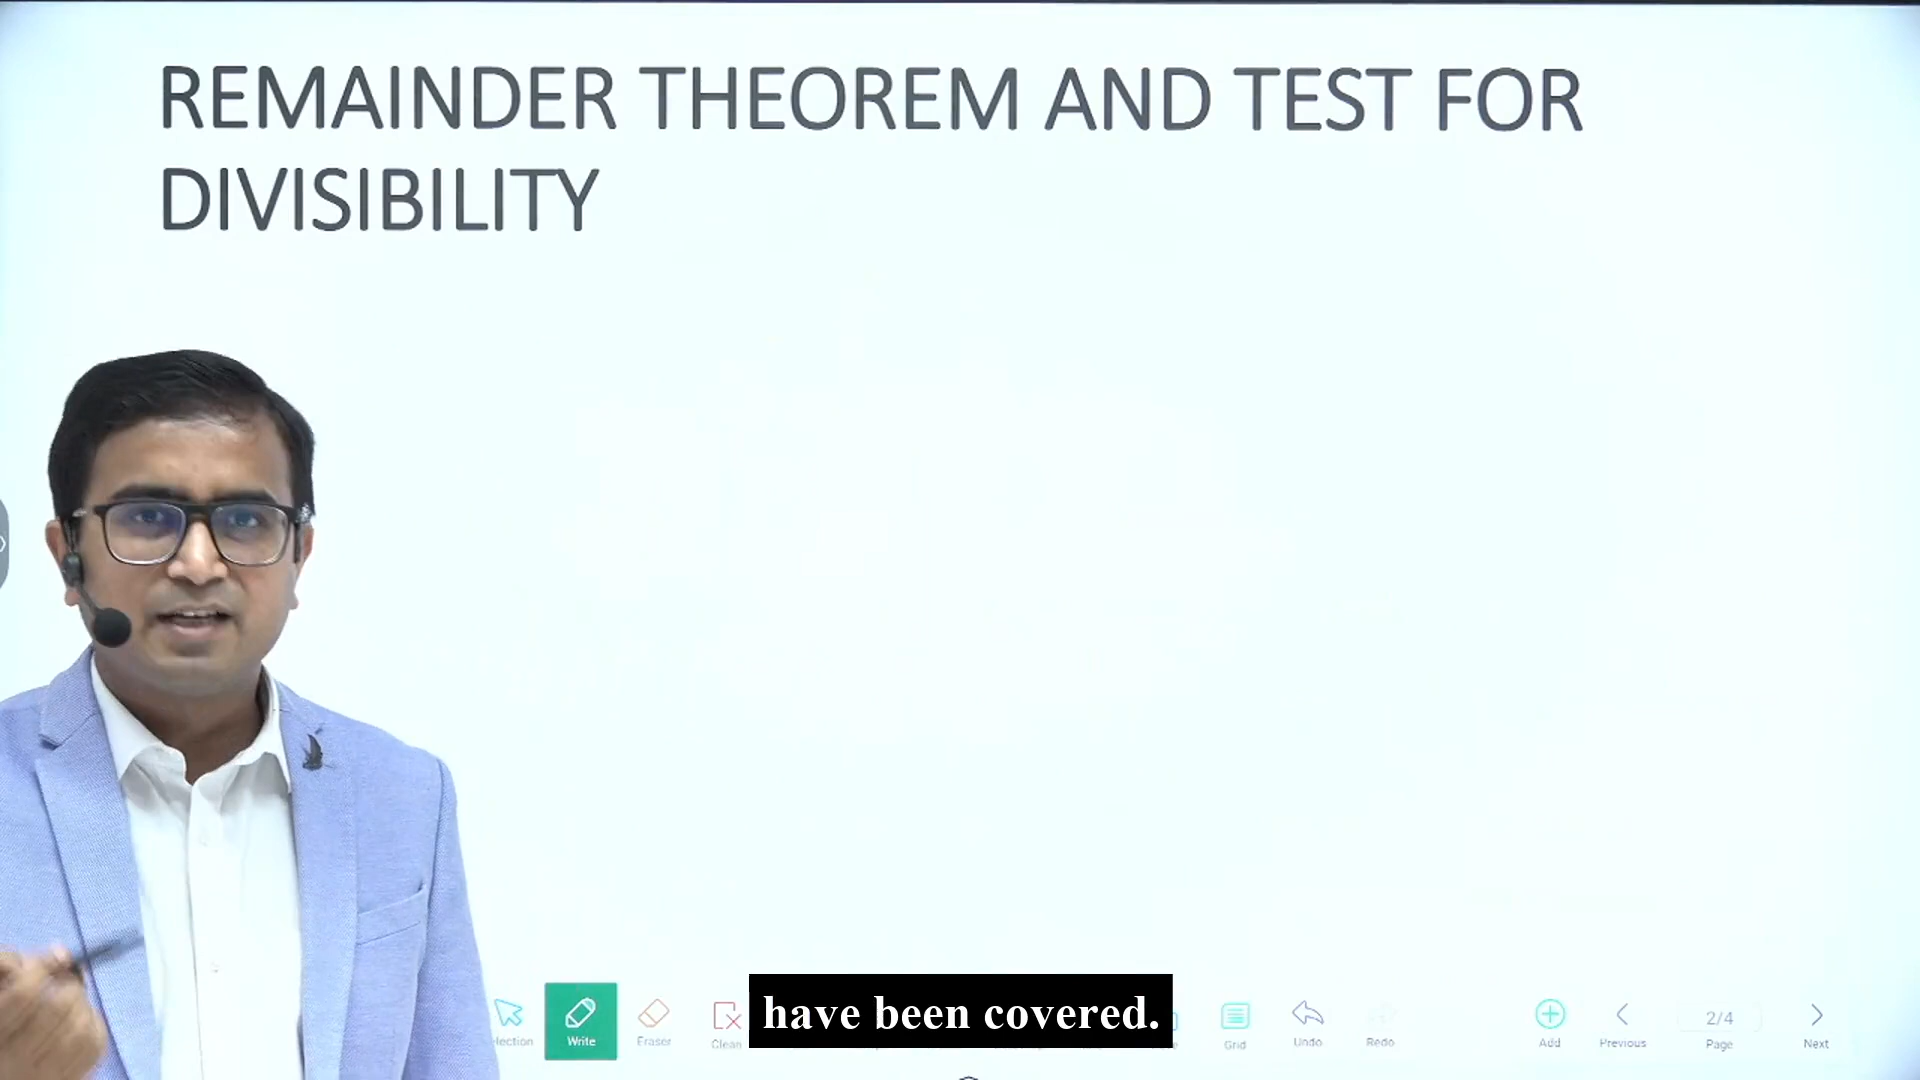 REMAINDER THEOREM AND TEST FOR
DIVISIBILITY
have been covered.
Write
Eraser
Clean
Grid
Undo
Redo
Add
Previous
2/4
Page
Next